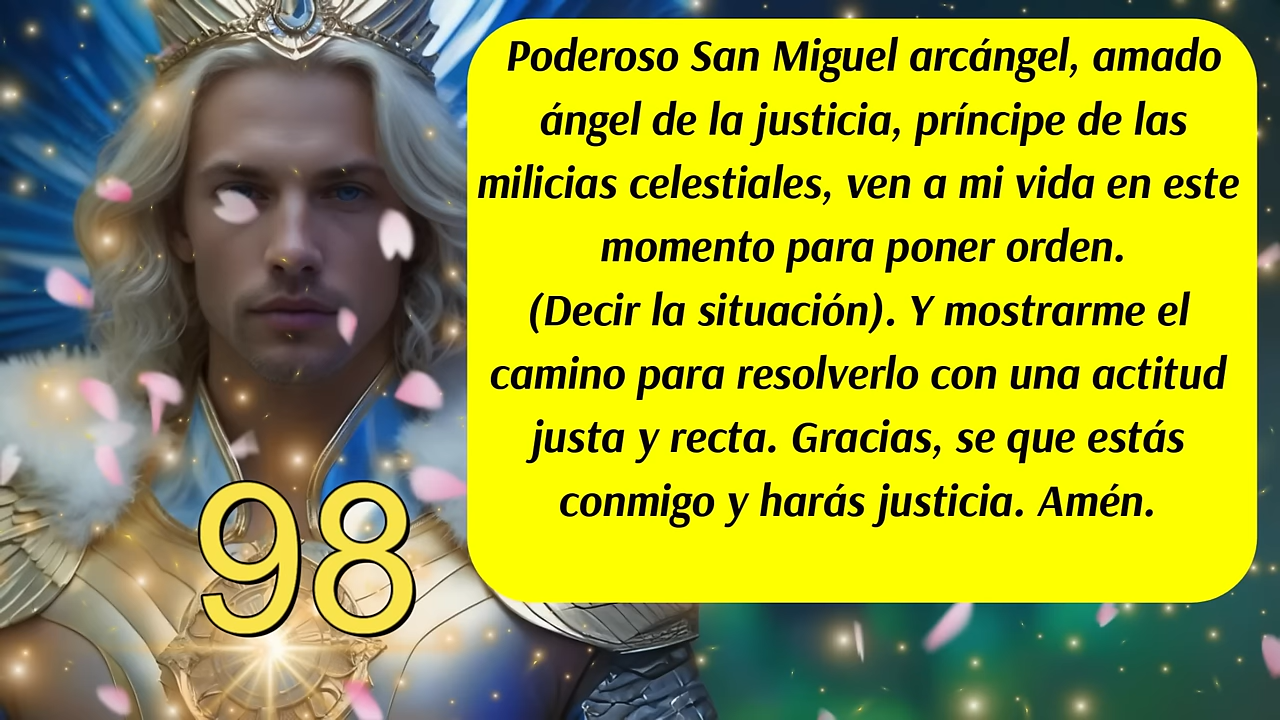 Poderoso San Miguel arcángel, amado
ángel de la justicia, príncipe de las
milicias celestiales, ven a mi vida en este
momento para poner orden.
(Decir la situación). Y mostrarme el
camino para resolverlo con una actitud
justa y recta. Gracias, se que estás
conmigo y harás justicia. Amén.
98